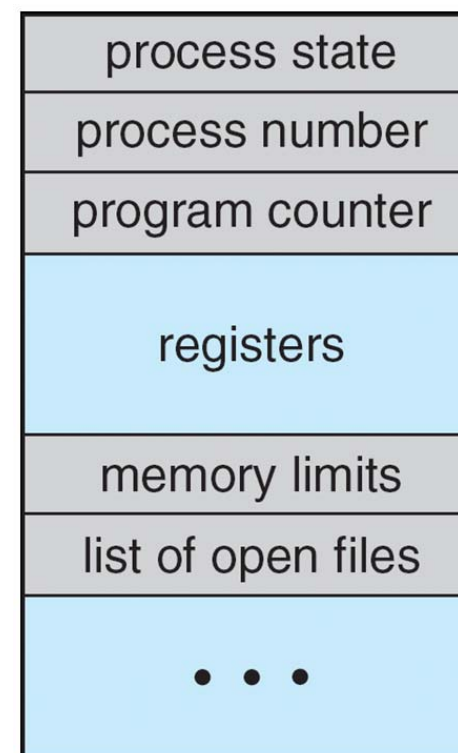 process state
process number
program counter
registers
memory limits
list of open files
• • •